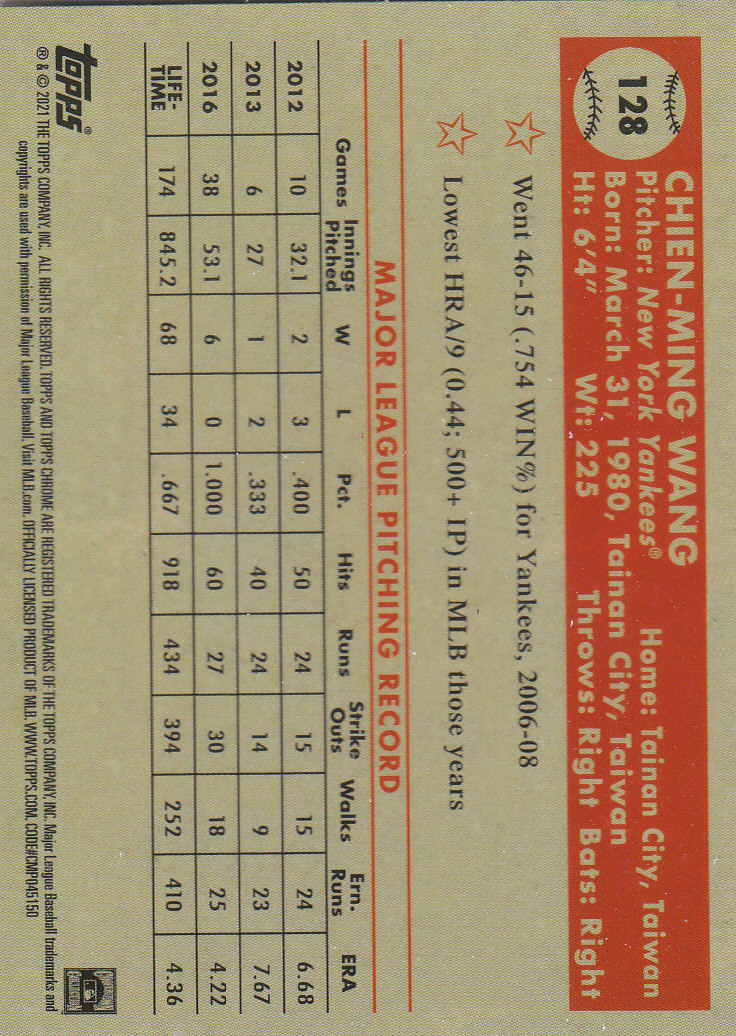 128
CHIEN-MING WANG
Pitcher: New York Yankees® Home: Tainan City, Taiwan
Born: March 31, 1980, Tainan City, Taiwan
Ht: 6'4" Wt: 225 Throws: Right Bats: Right
Went 46-15 (.754 WIN%) for Yankees, 2006-08
Lowest HRA/9 (0.44; 500+ IP) in MLB those years
MAJOR LEAGUE PITCHING RECORD
Games Innings Pitched W L Pct. Hits Runs Strike Outs Walks Ern. Runs ERA
2012 10 32.1 2 3 .400 50 24 15 15 24 6.68
2013 6 27 1 2 .333 40 24 14 9 23 7.67
2016 38 53.1 6 0 1.000 60 27 30 18 25 4.22
LIFE-TIME 174 845.2 68 34 .667 918 434 394 252 410 4.36
topps®
® & © 2021 THE TOPPS COMPANY, INC. ALL RIGHTS RESERVED. TOPPS AND TOPPS CHROME ARE REGISTERED TRADEMARKS OF THE TOPPS COMPANY, INC. Major League Baseball trademarks and
copyrights are used with permission of Major League Baseball. Visit MLB.com. OFFICIALLY LICENSED PRODUCT OF MLB. WWW.TOPPS.COM. CODE#CMP045150